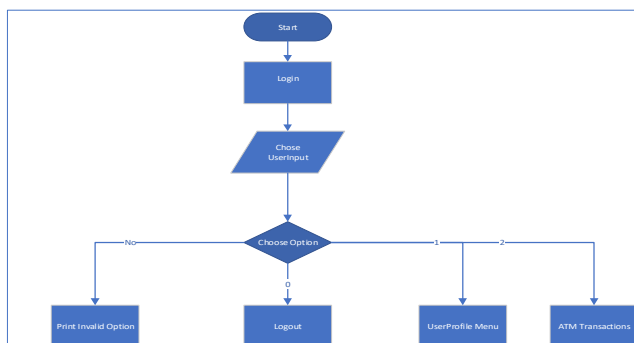 Start
Login
Chose
UserInput
Choose Option
No
1
2
0
Print Invalid Option
Logout
UserProfile Menu
ATM Transactions